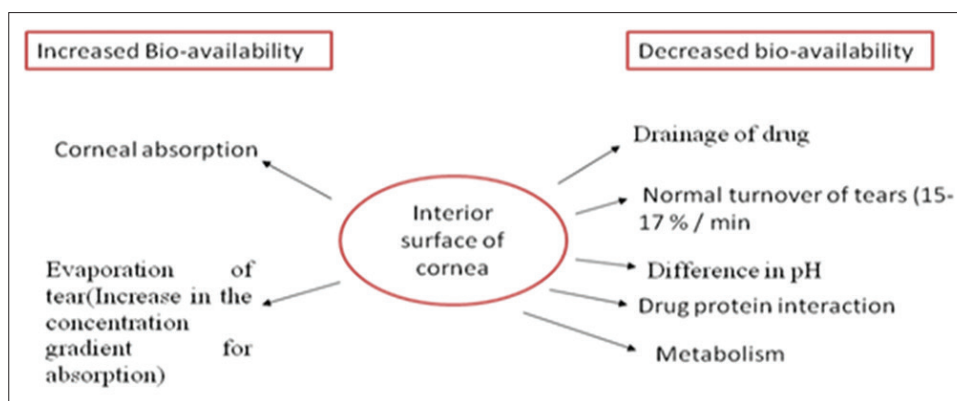 Increased Bio-availability
Decreased bio-availability
Corneal absorption
Evaporation of
tear(Increase in the
concentration
gradient for
absorption)
Interior
surface of
cornea
Drainage of drug
Normal turnover of tears (15-
17 % / min
Difference in pH
Drug protein interaction
Metabolism